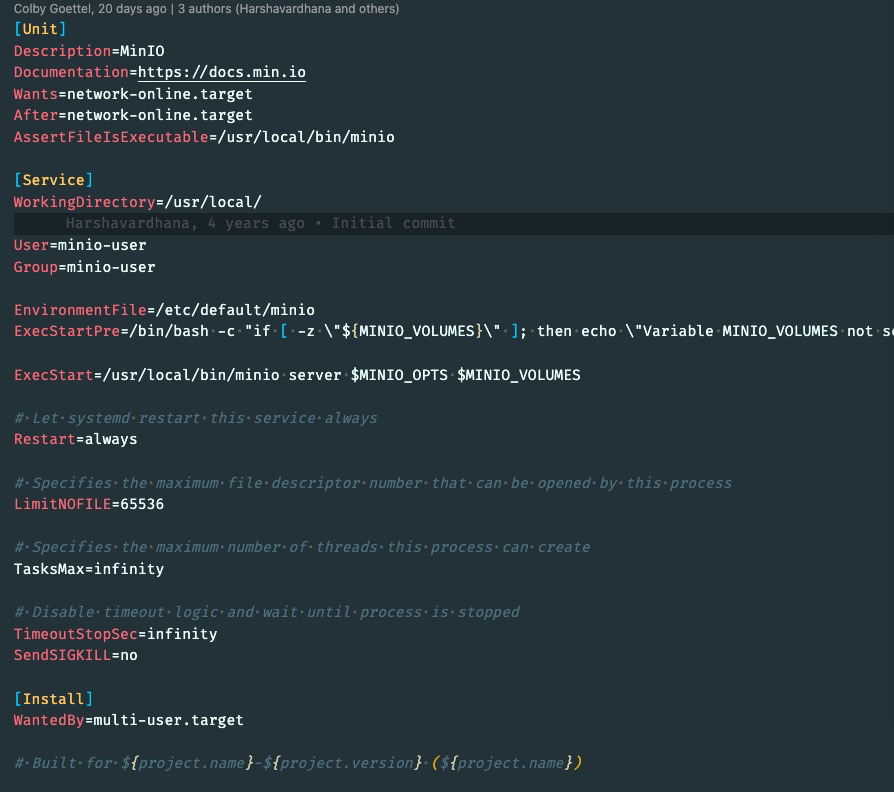 Colby Goettel, 20 days ago | 3 authors (Harshavardhana and others)
[Unit]
Description=MinIO
Documentation=https://docs.min.io
Wants=network-online.target
After=network-online.target
AssertFileIsExecutable=/usr/local/bin/minio
[Service]
WorkingDirectory=/usr/local/
Harshavardhana, 4 years ago • Initial commit
User=minio-user
Group=minio-user
EnvironmentFile=/etc/default/minio
ExecStartPre=/bin/bash -c "if [ -z \"${MINIO_VOLUMES}\" ]; then echo \"Variable MINIO_VOLUMES not
ExecStart=/usr/local/bin/minio server $MINIO_OPTS $MINIO_VOLUMES
# Let systemd restart this service always
Restart=always
# Specifies the maximum file descriptor number that can be opened by this process
LimitNOFILE=65536
# Specifies the maximum number of threads this process can create
TasksMax=infinity
# Disable timeout logic and wait until process is stopped
TimeoutStopSec=infinity
SendSIGKILL=no
[Install]
WantedBy=multi-user.target
# Built for ${project.name}-${project.version} (${project.name})